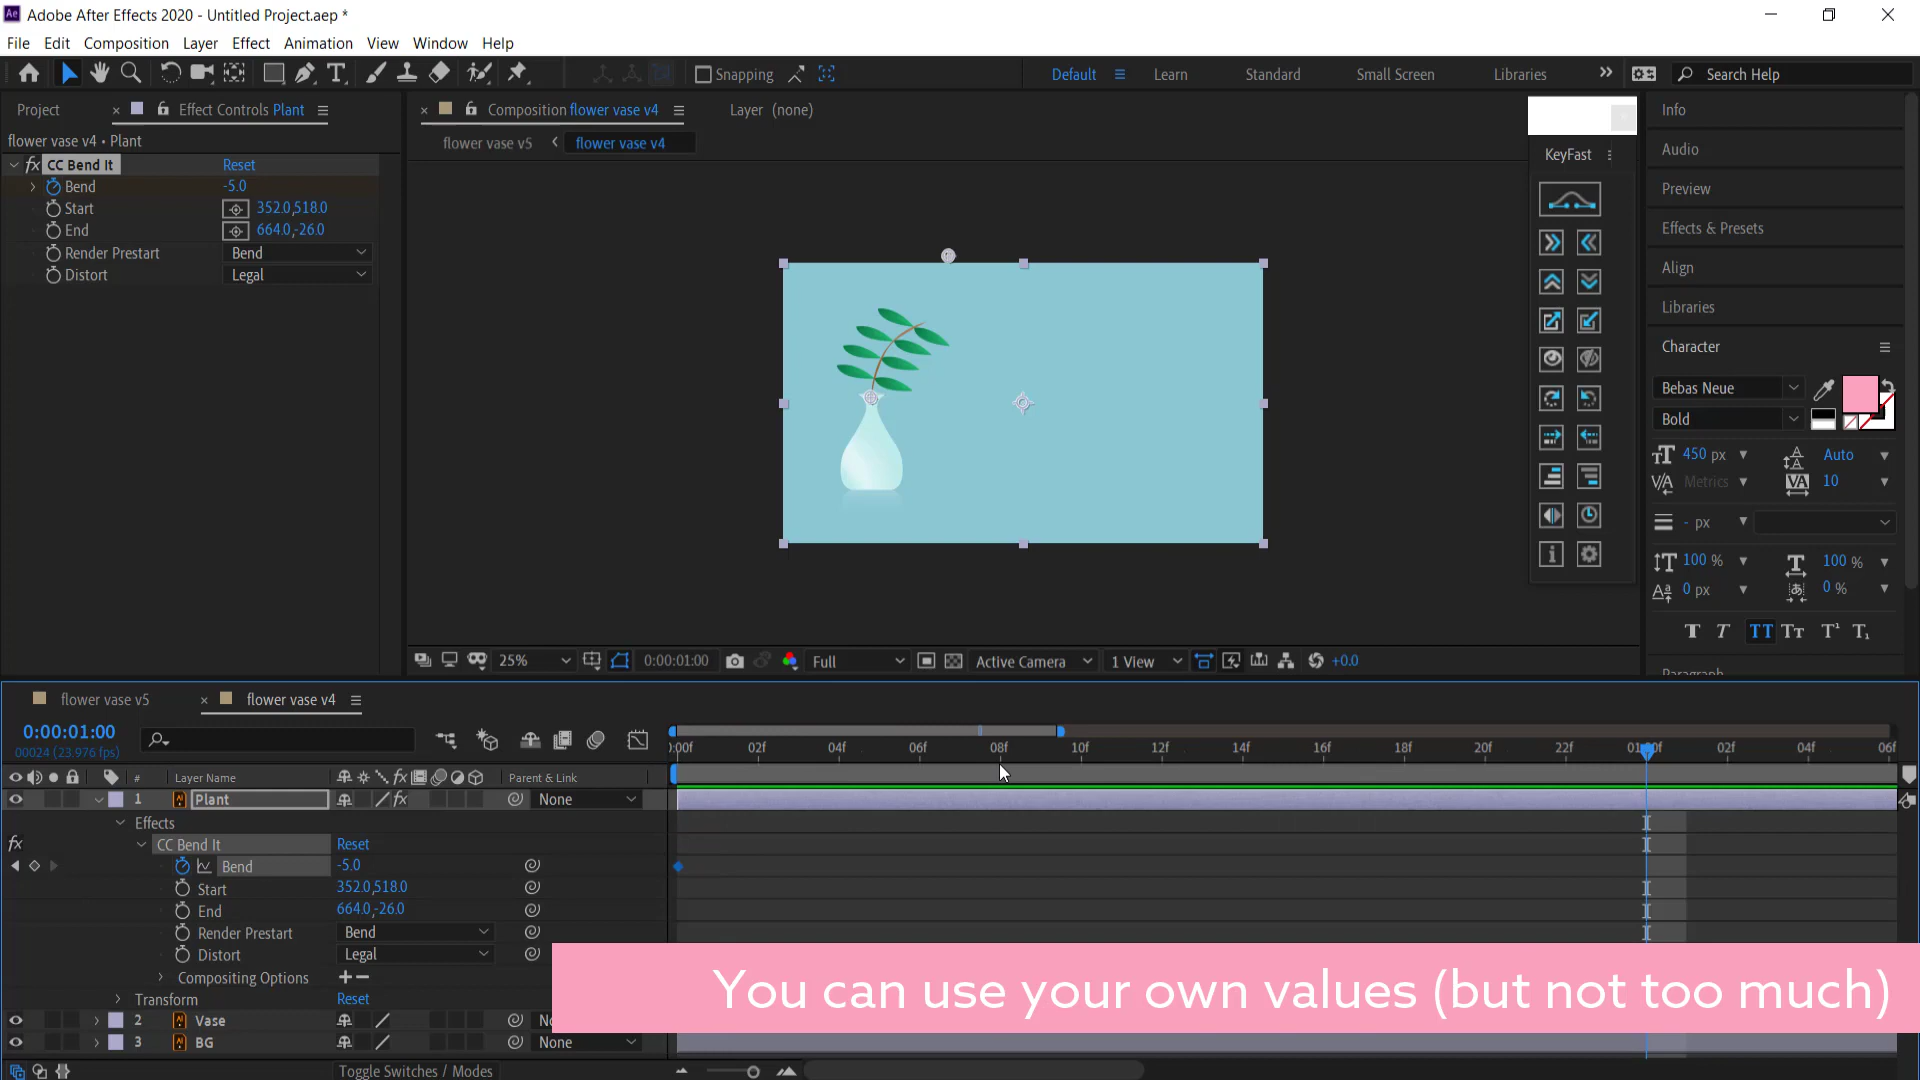 Adobe After Effects 2020 - Untitled Project.aep *
File Edit Composition Layer Effect Animation View Window Help
Snapping Default Learn Standard Small Screen Libraries Search Help
Project Effect Controls Plant
flower vase v4 • Plant
fx CC Bend It Reset
Bend -5.0
Start 352.0,518.0
End 664.0,-26.0
Render Prestart Bend
Distort Legal
Composition flower vase v4 Layer (none)
flower vase v5 flower vase v4
KeyFast
Info
Audio
Preview
Effects & Presets
Align
Libraries
Character
Bebas Neue
Bold
450 px Auto
Metrics 10
- px
100 % 100 %
0 px 0 %
T T TT Tt T¹ T₁
Paragraph
25% 0:00:01:00 Full Active Camera 1 View +0.0
flower vase v5 flower vase v4
0:00:01:00
00024 (23.976 fps)
:00f 02f 04f 06f 08f 10f 12f 14f 16f 18f 20f 22f 02f 04f 06f
# Layer Name Parent & Link
1 Plant None
Effects
CC Bend It Reset
Bend -5.0
Start 352.0,518.0
End 664.0,-26.0
Render Prestart Bend
Distort Legal
Compositing Options + −
Transform Reset
2 Vase
3 BG None
Toggle Switches / Modes
You can use your own values (but not too much)